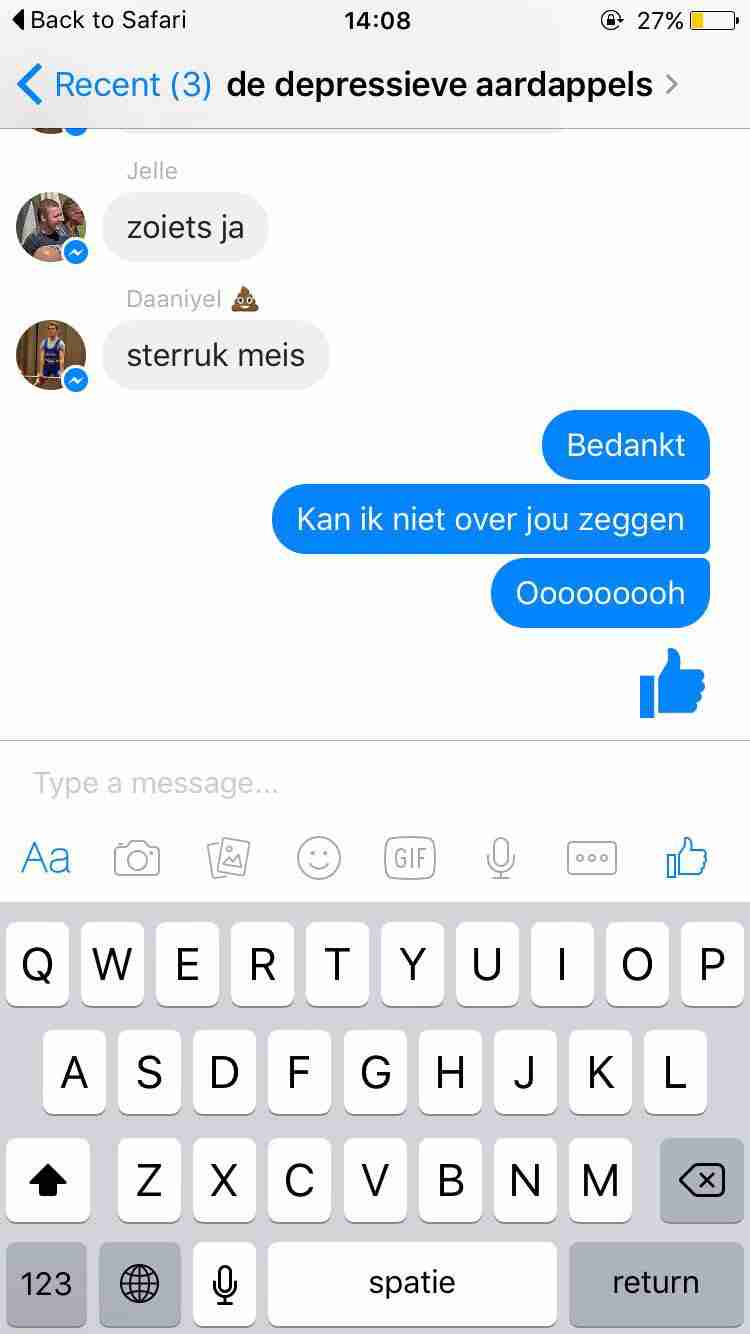 Back to Safari 14:08 27%
Recent (3) de depressieve aardappels
Jelle
zoiets ja
Daaniyel 💩
sterruk meis
Bedankt
Kan ik niet over jou zeggen
Ooooooooh
Type a message...
Aa GIF
Q W E R T Y U I O P
A S D F G H J K L
Z X C V B N M
123 spatie return